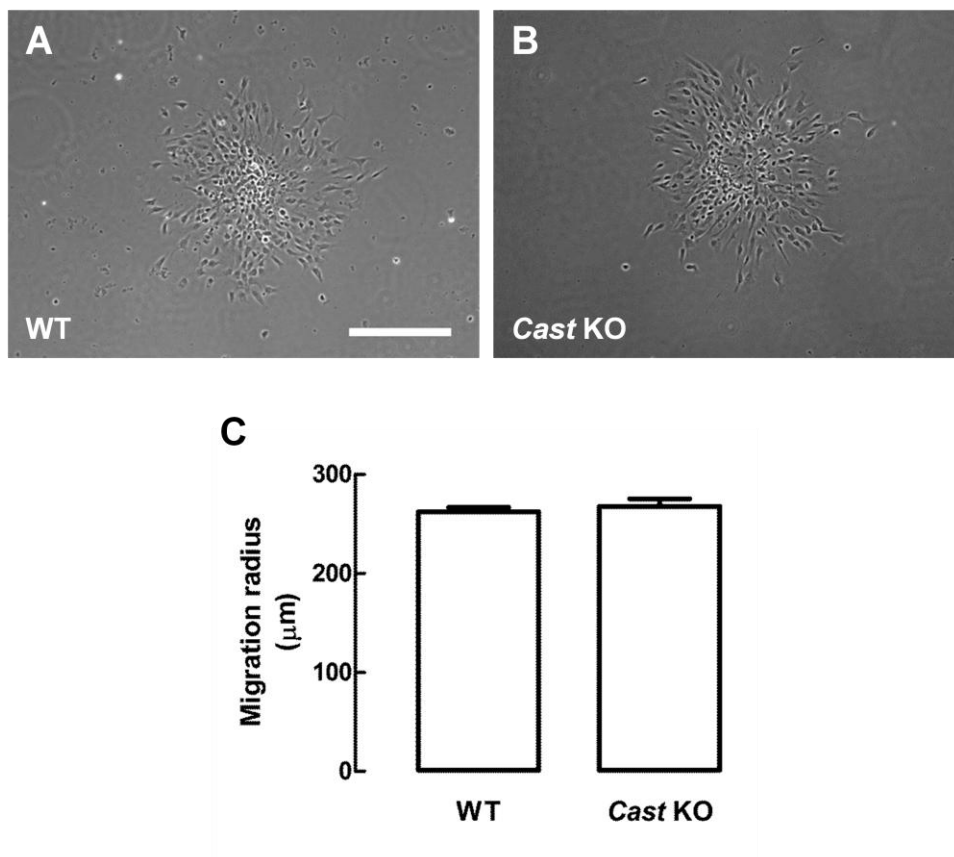 A
B
WT
Cast KO
C
Migration radius
(μm)
300
200
100
0
WT
Cast KO